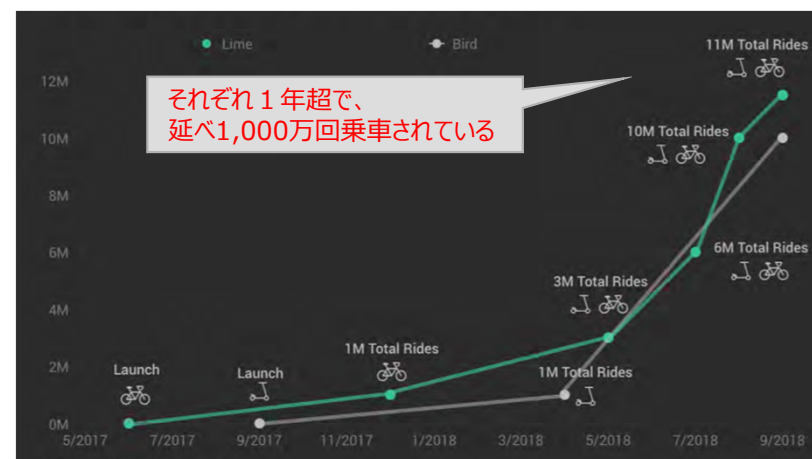 Lime
Bird
11M Total Rides
それぞれ１年超で、
延べ1,000万回乗車されている
12M
10M
8M
6M
4M
2M
0M
10M Total Rides
6M Total Rides
3M Total Rides
1M Total Rides
1M Total Rides
Launch
Launch
5/2017
7/2017
9/2017
11/2017
1/2018
3/2018
5/2018
7/2018
9/2018